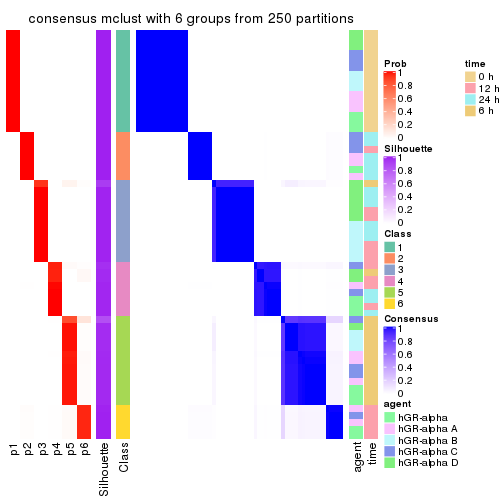 consensus mclust with 6 groups from 250 partitions
Prob
1
0.8
0.6
0.4
0.2
0
time
0 h
12 h
24 h
6 h
Silhouette
1
0.8
0.6
0.4
0.2
0
Class
1
2
3
4
5
6
Consensus
1
0.8
0.6
0.4
0.2
0
agent
hGR-alpha
hGR-alpha A
hGR-alpha B
hGR-alpha C
hGR-alpha D
p1
p2
p3
p4
p5
p6
Silhouette
Class
agent
time